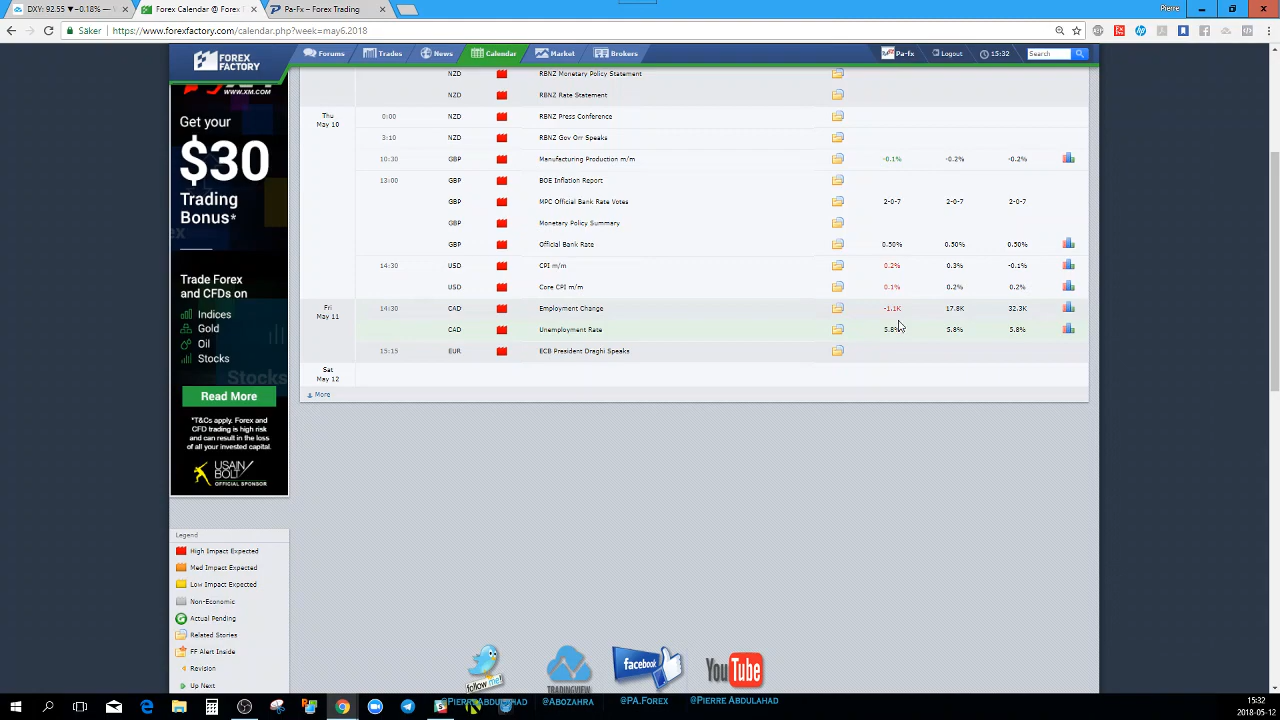 DXY: 92.55 ▼−0.18% —
Forex Calendar @ Forex F
Pa-Fx – Forex Trading
Pierre
Säker
https://www.forexfactory.com/calendar.php?week=may6.2018
FOREX FACTORY
Forums
Trades
News
Calendar
Market
Brokers
Pa-fx
Logout
15:32
Search
NZD RBNZ Monetary Policy Statement
NZD RBNZ Rate Statement
Thu May 10 0:00 NZD RBNZ Press Conference
3:10 NZD RBNZ Gov Orr Speaks
10:30 GBP Manufacturing Production m/m -0.1% -0.2% -0.2%
13:00 GBP BOE Inflation Report
GBP MPC Official Bank Rate Votes 2-0-7 2-0-7 2-0-7
GBP Monetary Policy Summary
GBP Official Bank Rate 0.50% 0.50% 0.50%
14:30 USD CPI m/m 0.2% 0.3% -0.1%
USD Core CPI m/m 0.1% 0.2% 0.2%
Fri May 11 14:30 CAD Employment Change -1.1K 17.8K 32.3K
CAD Unemployment Rate 5.8% 5.8% 5.8%
15:15 EUR ECB President Draghi Speaks
Sat May 12
More
WWW.XM.COM
Get your
$30
Trading
Bonus*
Trade Forex
and CFDs on
Indices
Gold
Oil
Stocks
Read More
*T&Cs apply. Forex and
CFD trading is high risk
and can result in the loss
of all your invested capital.
USAIN
BOLT
OFFICIAL SPONSOR
Legend
High Impact Expected
Med Impact Expected
Low Impact Expected
Non-Economic
Actual Pending
Related Stories
FF Alert Inside
Revision
Up Next
follow me!
TRADINGVIEW
facebook
YouTube
@PierreAbdulahad
@Abozahra
@PA.Forex
@Pierre Abdulahad
15:32
2018-05-12